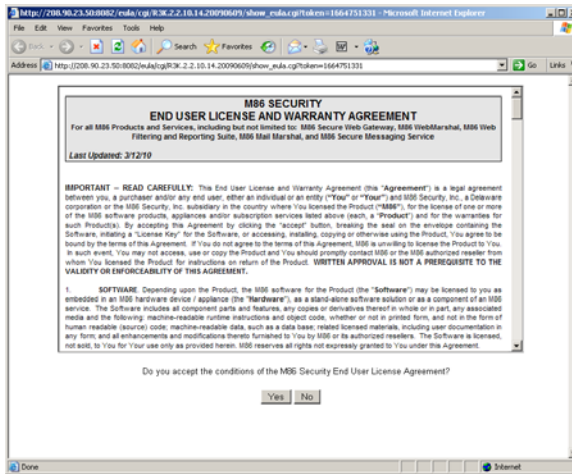 http://208.90.23.50:8082/eula/cgi/R3K.2.2.10.14.20090609/show_eula.cgi?token=1664751331 - Microsoft Internet Explorer
File Edit View Favorites Tools Help
Back Search Favorites
Address http://208.90.23.50:8082/eula/cgi/R3K.2.2.10.14.20090609/show_eula.cgi?token=1664751331 Go Links
M86 SECURITY
END USER LICENSE AND WARRANTY AGREEMENT
For all M86 Products and Services, including but not limited to: M86 Secure Web Gateway, M86 WebMarshal, M86 Web
Filtering and Reporting Suite, M86 Mail Marshal, and M86 Secure Messaging Service
Last Updated: 3/12/10
IMPORTANT -- READ CAREFULLY: This End User License and Warranty Agreement (this "Agreement") is a legal agreement
between you, a purchaser and/or any end user, either an individual or an entity ("You" or "Your") and M86 Security, Inc., a Delaware
corporation or the M86 Security, Inc. subsidiary in the country where You licensed the Product ("M86"), for the license of one or more
of the M86 software products, appliances and/or subscription services listed above (each, a "Product") and for the warranties for
such Product(s). By accepting this Agreement by clicking the "accept" button, breaking the seal on the envelope containing the
Software, initiating a "License Key" for the Software, or accessing, installing, copying or otherwise using the Product, You agree to be
bound by the terms of this Agreement. If You do not agree to the terms of this Agreement, M86 is unwilling to license the Product to You.
In such event, You may not access, use or copy the Product and You should promptly contact M86 or the M86 authorized reseller from
whom You licensed the Product for instructions on return of the Product. WRITTEN APPROVAL IS NOT A PREREQUISITE TO THE
VALIDITY OR ENFORCEABILITY OF THIS AGREEMENT.
1. SOFTWARE. Depending upon the Product, the M86 software for the Product (the "Software") may be licensed to you as
embedded in an M86 hardware device / appliance (the "Hardware"), as a stand-alone software solution or as a component of an M86
service. The Software includes all component parts and features, any copies or derivatives thereof in whole or in part, any associated
media and the following: machine-readable runtime instructions and object code, whether or not in printed form, and not in the form of
human readable (source) code; machine-readable data, such as a data base; related licensed materials, including user documentation in
any form; and all enhancements and modifications thereto furnished to You by M86 or its authorized resellers. The Software is licensed,
not sold, to You for Your use only as provided herein. M86 reserves all rights not expressly granted to You under this Agreement.
Do you accept the conditions of the M86 Security End User License Agreement?
Yes No
Done Internet